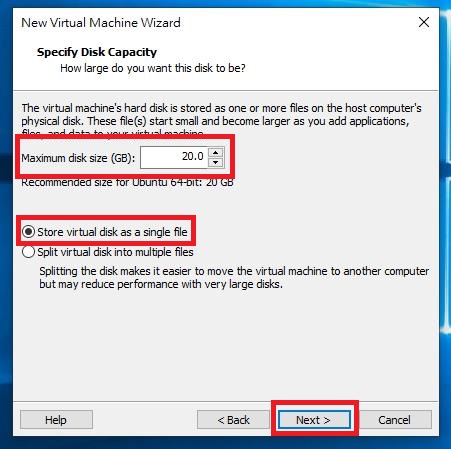 New Virtual Machine Wizard
Specify Disk Capacity
How large do you want this disk to be?
The virtual machine's hard disk is stored as one or more files on the host computer's
physical disk. These file(s) start small and become larger as you add applications,
files, and data to your virtual machine.
Maximum disk size (GB): 20.0
Recommended size for Ubuntu 64-bit: 20 GB
Store virtual disk as a single file
Split virtual disk into multiple files
Splitting the disk makes it easier to move the virtual machine to another computer
but may reduce performance with very large disks.
Help < Back Next > Cancel